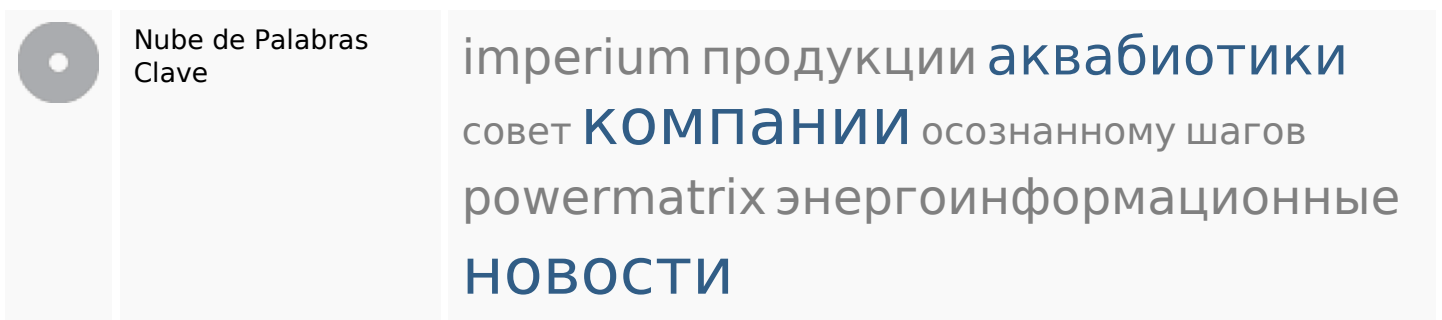 Nube de Palabras
Clave
imperium продукции аквабиотики
совет компании осознанному шагов
powermatrix энергоинформационные
новости